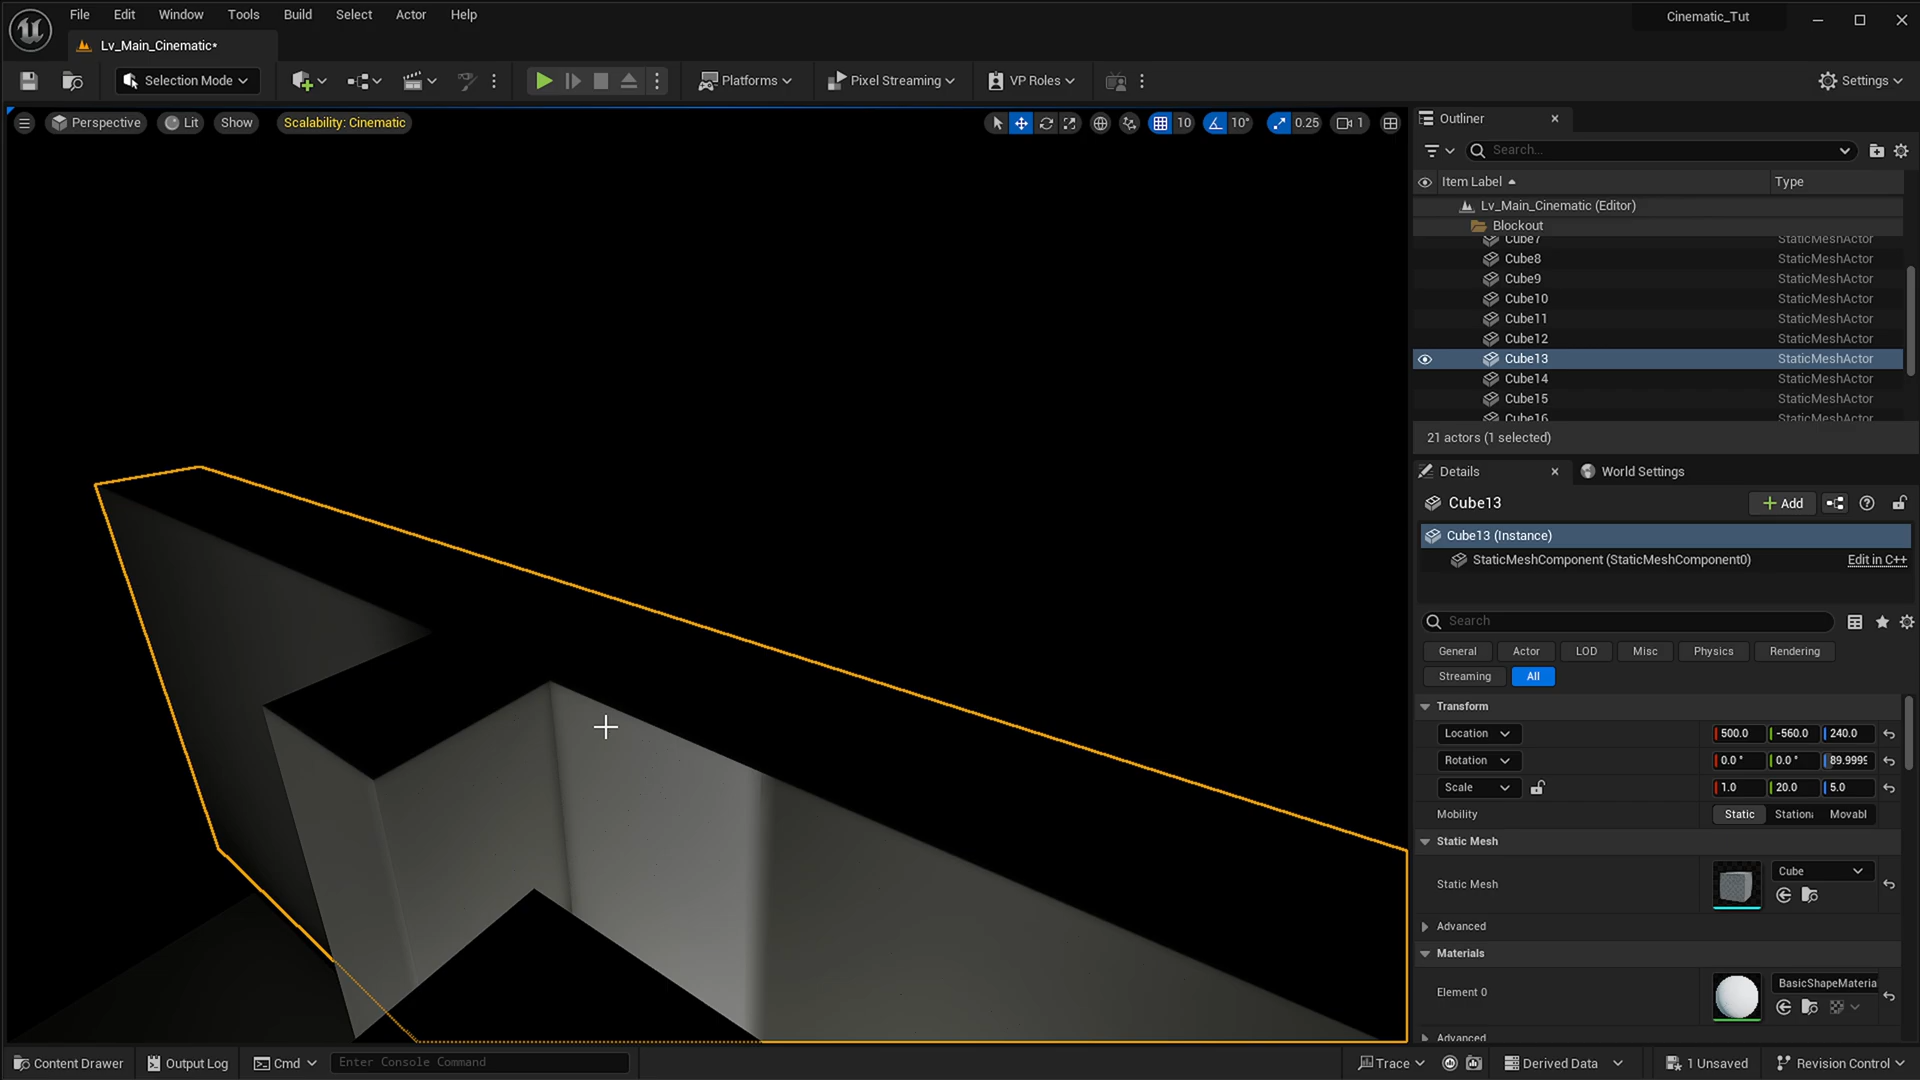 File Edit Window Tools Build Select Actor Help
Cinematic_Tut
Lv_Main_Cinematic*
Selection Mode
Platforms
Pixel Streaming
VP Roles
Settings
Perspective Lit Show Scalability: Cinematic
10 10° 0.25 1
Outliner
Search...
Item Label Type
Lv_Main_Cinematic (Editor)
Blockout
Cube7 StaticMeshActor
Cube8 StaticMeshActor
Cube9 StaticMeshActor
Cube10 StaticMeshActor
Cube11 StaticMeshActor
Cube12 StaticMeshActor
Cube13 StaticMeshActor
Cube14 StaticMeshActor
Cube15 StaticMeshActor
Cube16 StaticMeshActor
21 actors (1 selected)
Details World Settings
Cube13 Add
Cube13 (Instance)
StaticMeshComponent (StaticMeshComponent0) Edit in C++
Search
General Actor LOD Misc Physics Rendering
Streaming All
Transform
Location 500.0 -560.0 240.0
Rotation 0.0 ° 0.0 ° 89.999
Scale 1.0 20.0 5.0
Mobility Static Station Movabl
Static Mesh
Static Mesh Cube
Advanced
Materials
Element 0 BasicShapeMateria
Advanced
Content Drawer Output Log Cmd Enter Console Command Trace Derived Data 1 Unsaved Revision Control